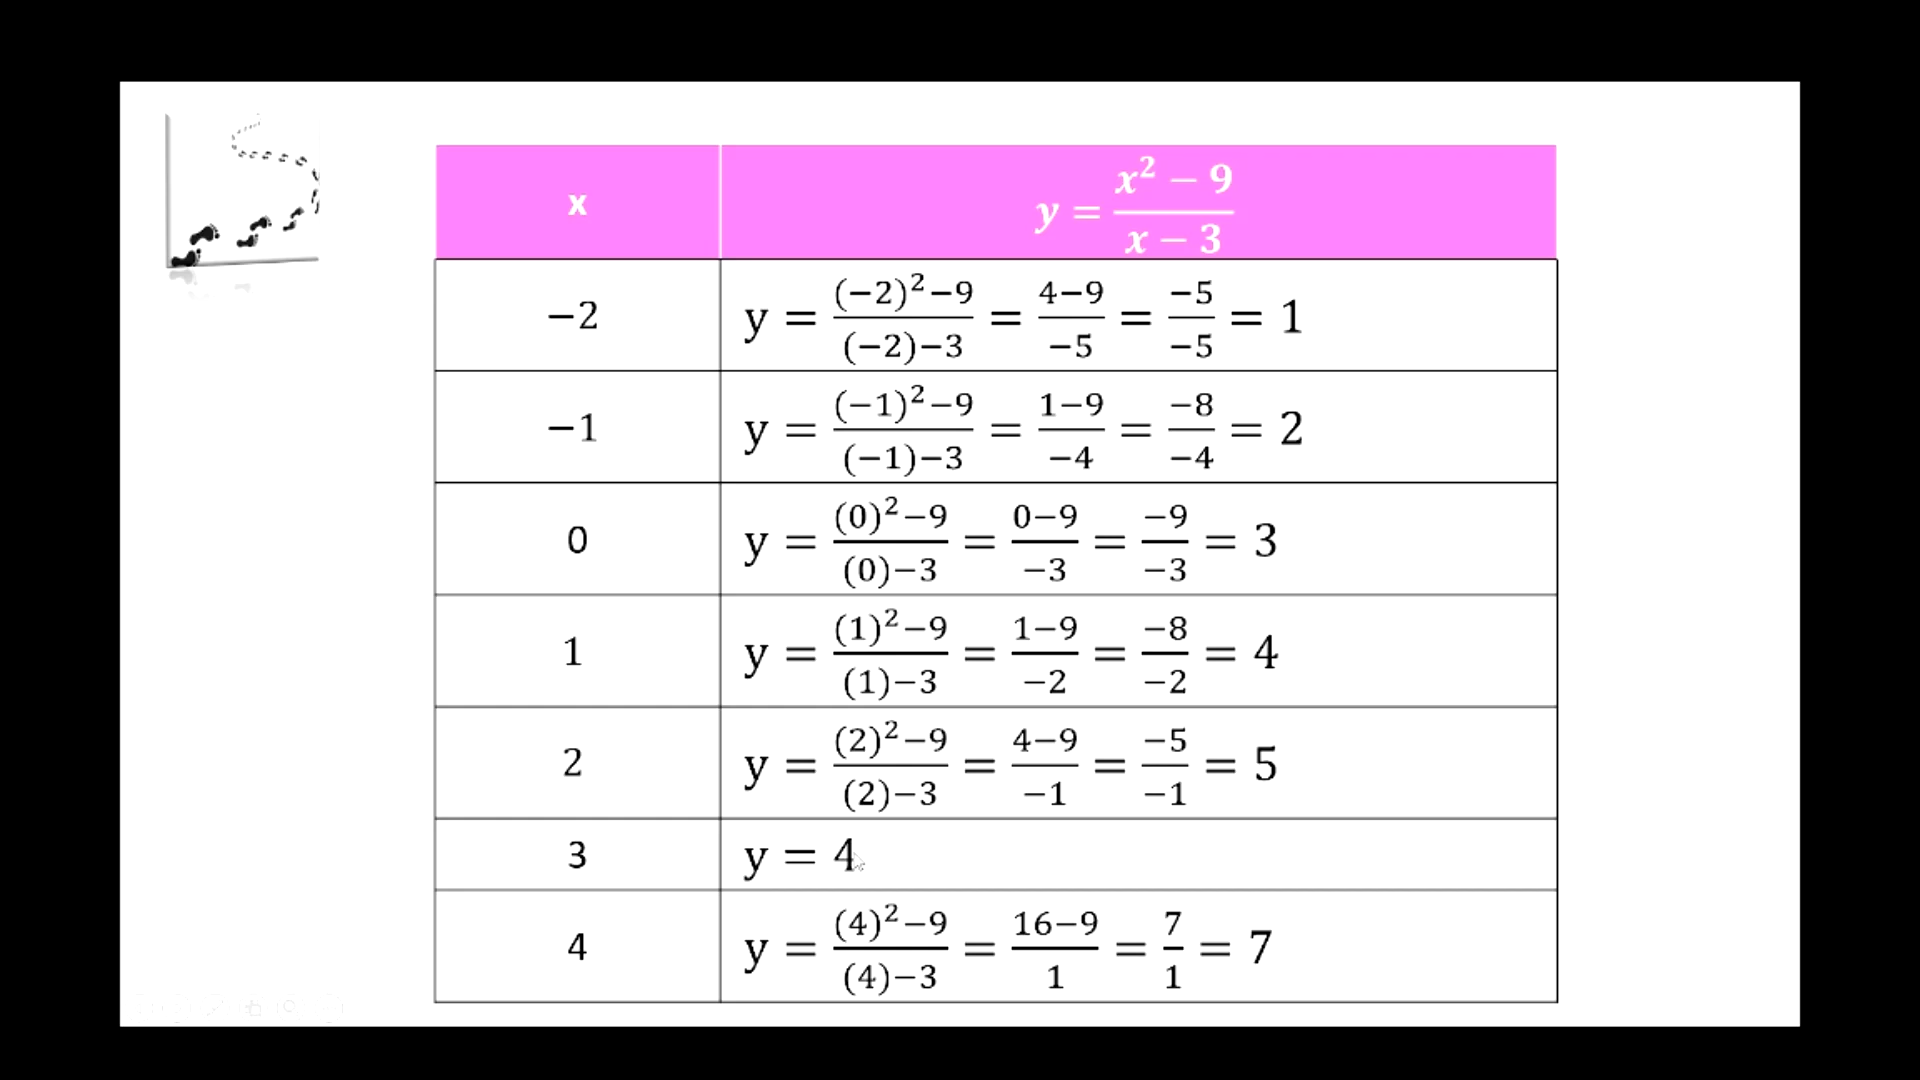 x y = x² − 9 / x − 3
−2 y = (−2)²−9 / (−2)−3 = 4−9 / −5 = −5 / −5 = 1
−1 y = (−1)²−9 / (−1)−3 = 1−9 / −4 = −8 / −4 = 2
0 y = (0)²−9 / (0)−3 = 0−9 / −3 = −9 / −3 = 3
1 y = (1)²−9 / (1)−3 = 1−9 / −2 = −8 / −2 = 4
2 y = (2)²−9 / (2)−3 = 4−9 / −1 = −5 / −1 = 5
3 y = 4
4 y = (4)²−9 / (4)−3 = 16−9 / 1 = 7 / 1 = 7